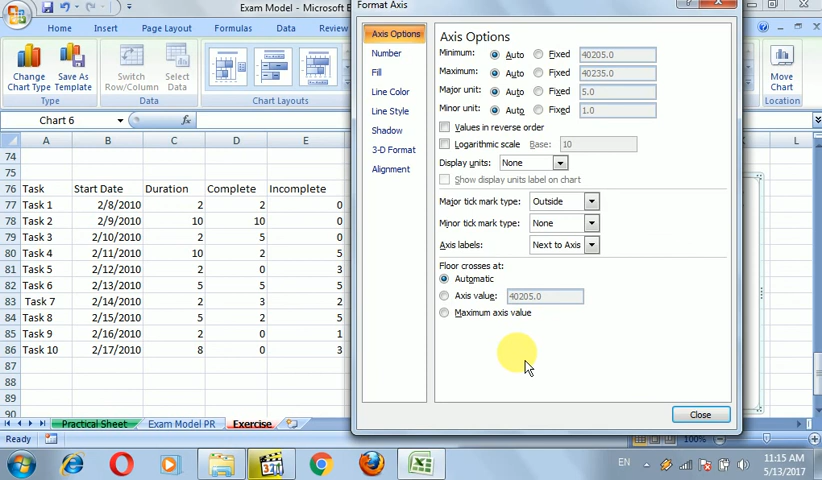 Exam Model - Microsoft E
Format Axis
Home Insert Page Layout Formulas Data Review
Change Chart Type
Save As Template
Switch Row/Column
Select Data
Move Chart
Type Data Chart Layouts Location
Chart 6 fx
A B C D E L
74
75
76 Task Start Date Duration Complete Incomplete
77 Task 1 2/8/2010 2 2 0
78 Task 2 2/9/2010 10 10 0
79 Task 3 2/10/2010 2 5 0
80 Task 4 2/11/2010 10 2 5
81 Task 5 2/12/2010 2 0 3
82 Task 6 2/13/2010 5 5 5
83 Task 7 2/14/2010 2 3 2
84 Task 8 2/15/2010 5 2 5
85 Task 9 2/16/2010 2 0 1
86 Task 10 2/17/2010 8 0 3
87
88
89
90
Axis Options
Number
Fill
Line Color
Line Style
Shadow
3-D Format
Alignment
Axis Options
Minimum: Auto Fixed 40205.0
Maximum: Auto Fixed 40235.0
Major unit: Auto Fixed 5.0
Minor unit: Auto Fixed 1.0
Values in reverse order
Logarithmic scale Base: 10
Display units: None
Show display units label on chart
Major tick mark type: Outside
Minor tick mark type: None
Axis labels: Next to Axis
Floor crosses at:
Automatic
Axis value: 40205.0
Maximum axis value
Close
Practical Sheet Exam Model PR Exercise
Ready 100%
321
EN 11:15 AM
5/13/2017